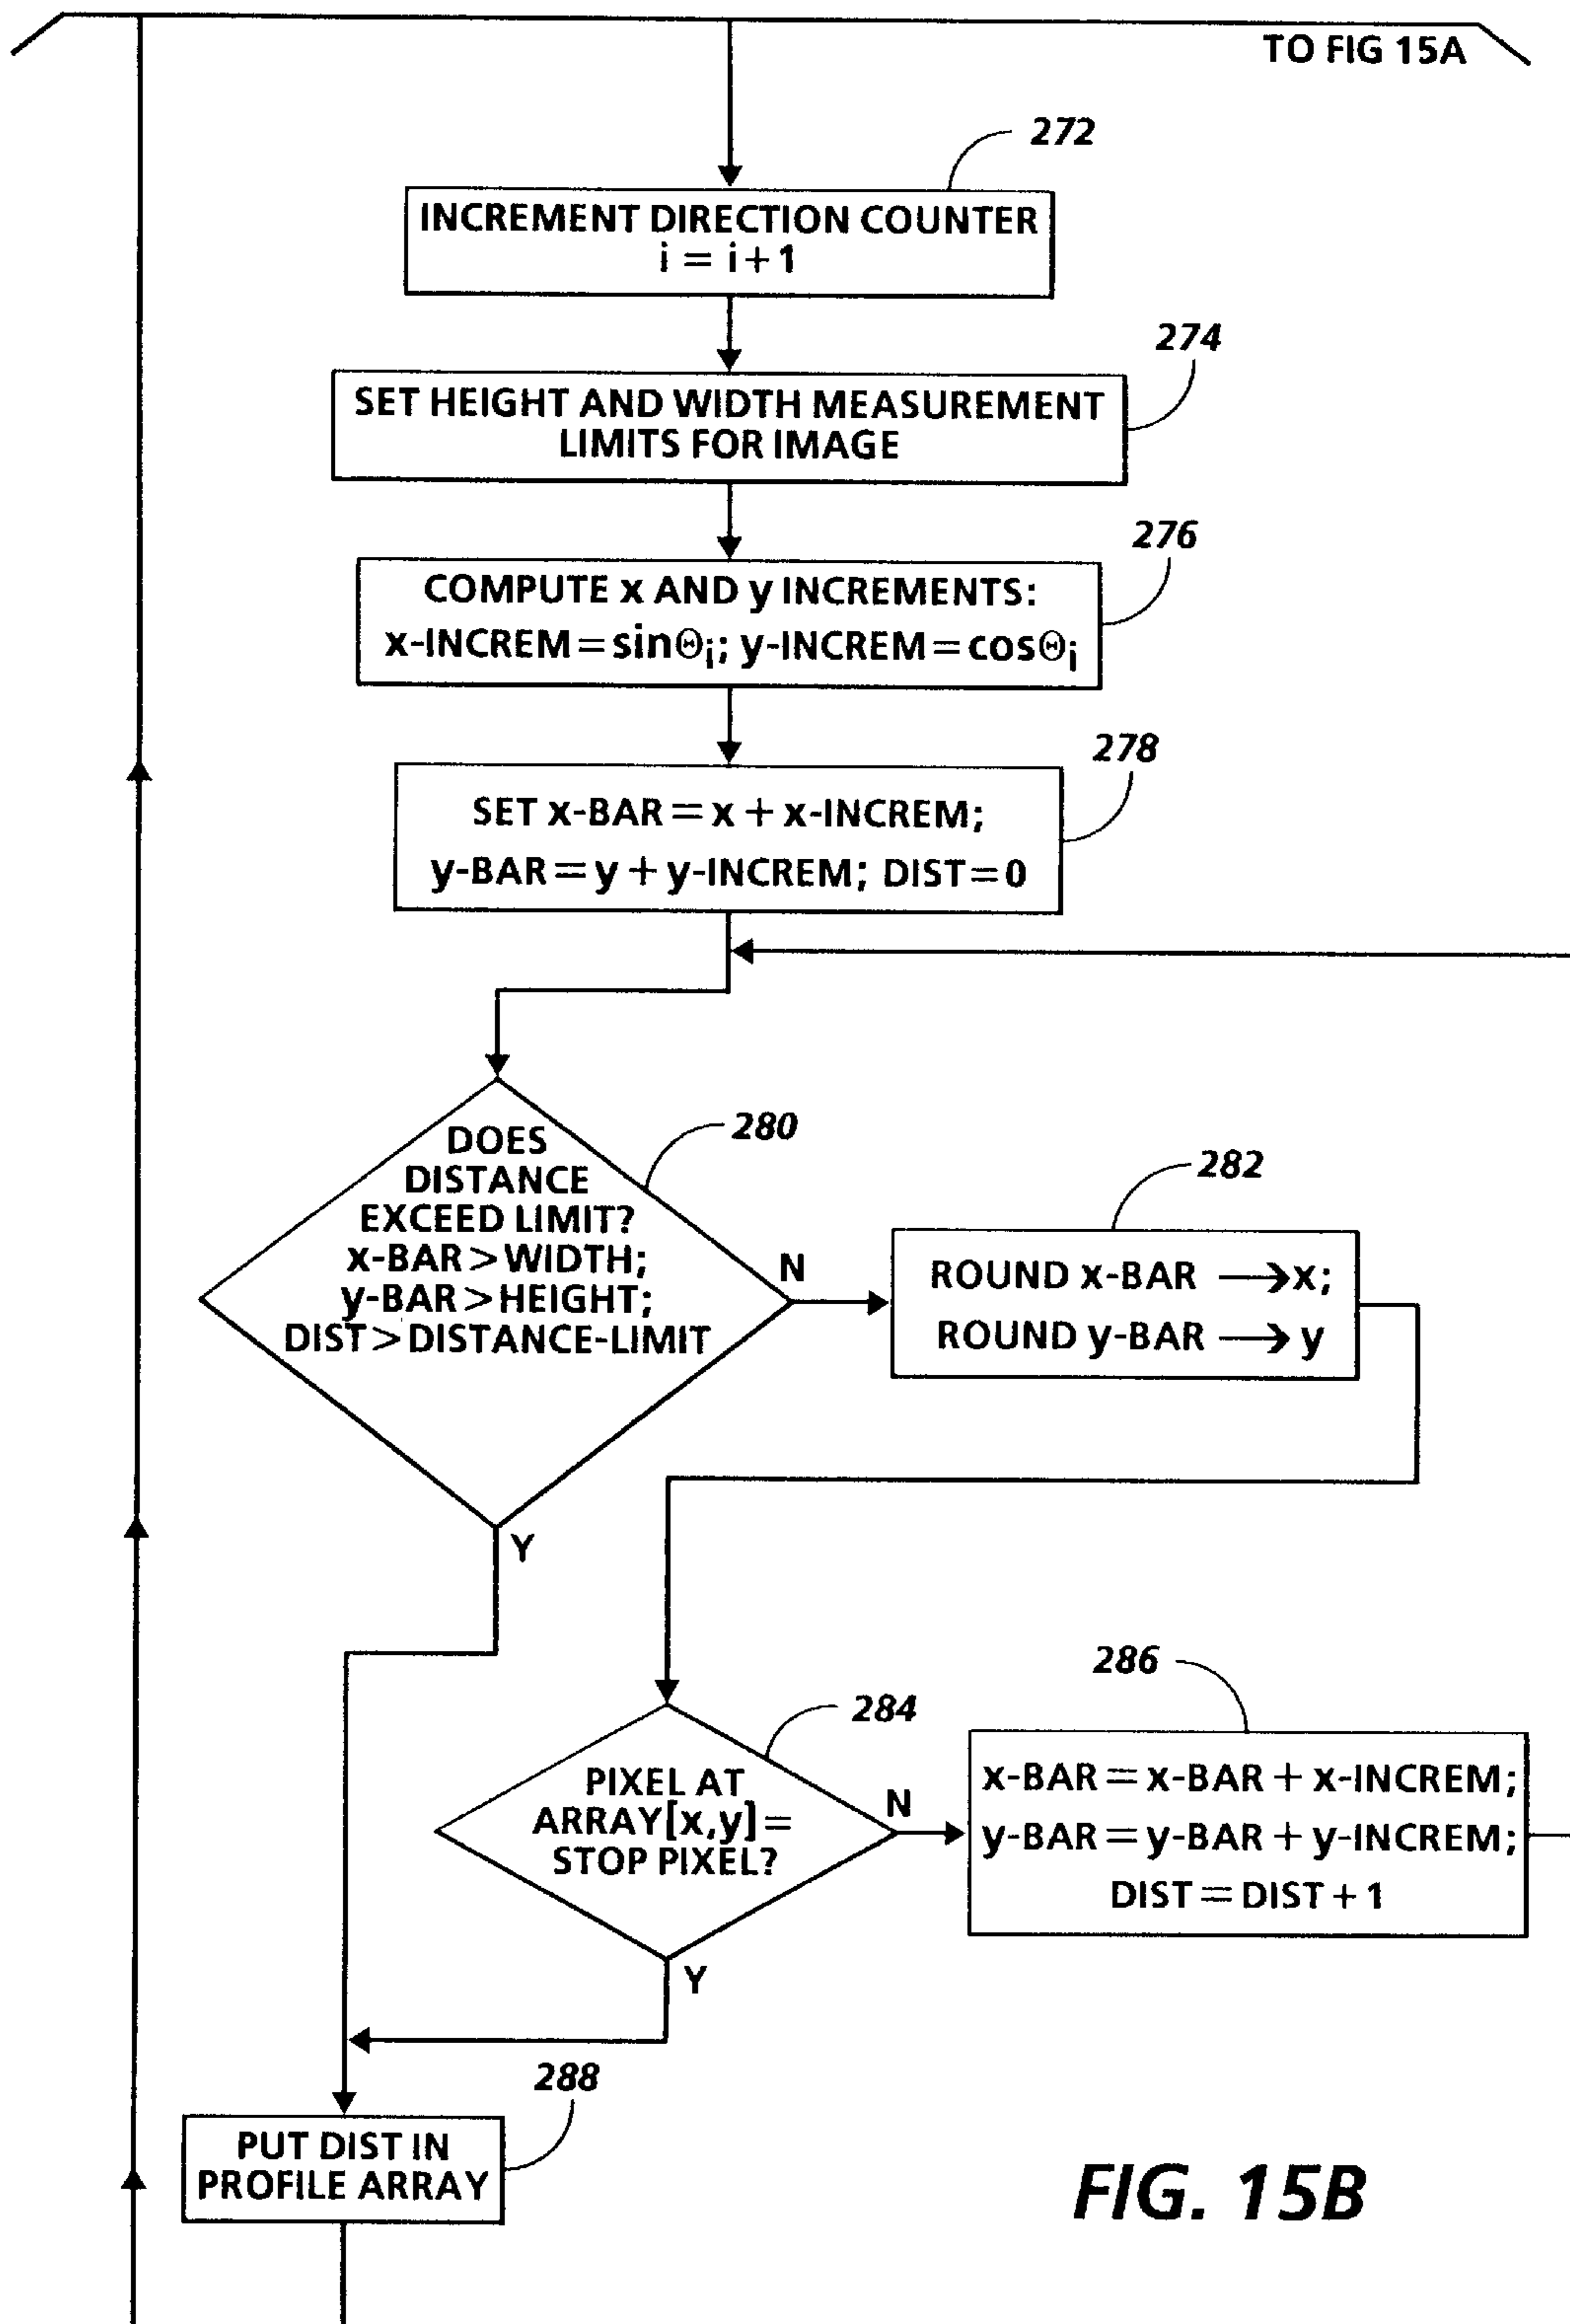 TO FIG 15A
272
INCREMENT DIRECTION COUNTER
i = i+1
274
SET HEIGHT AND WIDTH MEASUREMENT
LIMITS FOR IMAGE
276
COMPUTE x AND y INCREMENTS:
x-INCREM=sinΘi; y-INCREM=cosΘi
278
SET x-BAR=x + x-INCREM;
y-BAR=y + y-INCREM; DIST=0
280
DOES
DISTANCE
EXCEED LIMIT?
x-BAR>WIDTH;
y-BAR>HEIGHT;
DIST>DISTANCE-LIMIT
N
Y
282
ROUND x-BAR →x;
ROUND y-BAR → y
284
PIXEL AT
ARRAY[x,y]=
STOP PIXEL?
N
Y
286
x-BAR=x-BAR + x-INCREM;
y-BAR=y-BAR + y-INCREM;
DIST=DIST+1
288
PUT DIST IN
PROFILE ARRAY
FIG. 15B